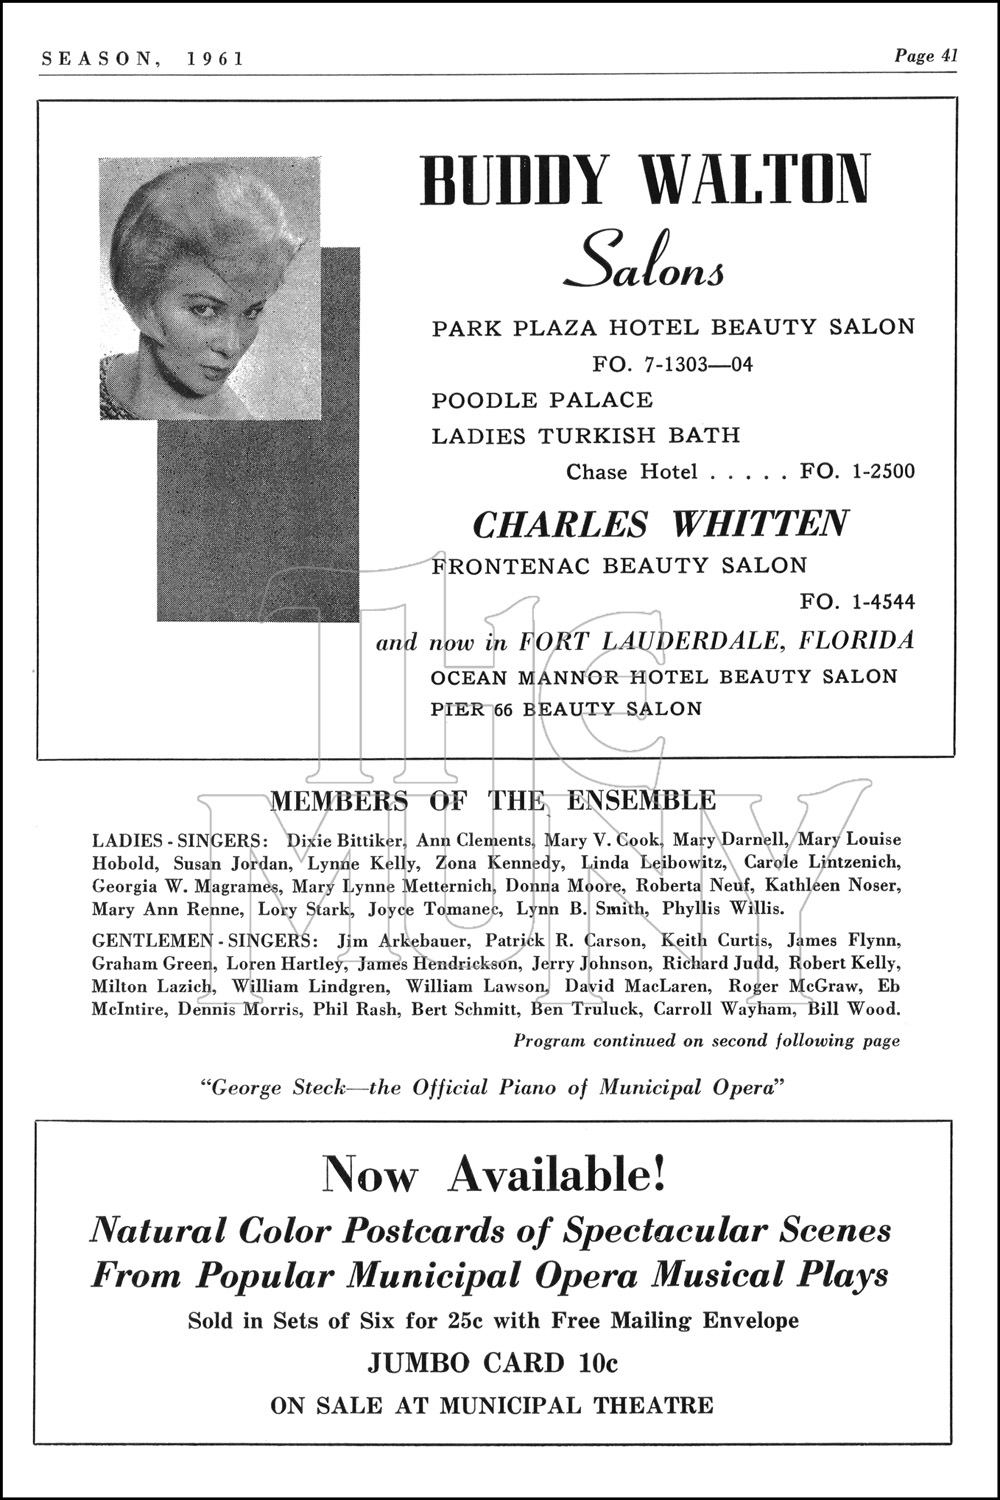 SEASON, 1961
Page 41
BUDDY WALTON
Salons
PARK PLAZA HOTEL BEAUTY SALON
FO. 7-1303—04
POODLE PALACE
LADIES TURKISH BATH
Chase Hotel . . . . . FO. 1-2500
CHARLES WHITTEN
FRONTENAC BEAUTY SALON
FO. 1-4544
and now in FORT LAUDERDALE, FLORIDA
OCEAN MANNOR HOTEL BEAUTY SALON
PIER 66 BEAUTY SALON
THE
MUNY
MEMBERS OF THE ENSEMBLE
LADIES - SINGERS: Dixie Bittiker, Ann Clements, Mary V. Cook, Mary Darnell, Mary Louise
Hobold, Susan Jordan, Lynne Kelly, Zona Kennedy, Linda Leibowitz, Carole Lintzenich,
Georgia W. Magrames, Mary Lynne Metternich, Donna Moore, Roberta Neuf, Kathleen Noser,
Mary Ann Renne, Lory Stark, Joyce Tomanec, Lynn B. Smith, Phyllis Willis.
GENTLEMEN - SINGERS: Jim Arkebauer, Patrick R. Carson, Keith Curtis, James Flynn,
Graham Green, Loren Hartley, James Hendrickson, Jerry Johnson, Richard Judd, Robert Kelly,
Milton Lazich, William Lindgren, William Lawson, David MacLaren, Roger McGraw, Eb
McIntire, Dennis Morris, Phil Rash, Bert Schmitt, Ben Truluck, Carroll Wayham, Bill Wood.
Program continued on second following page
“George Steck—the Official Piano of Municipal Opera”
Now Available!
Natural Color Postcards of Spectacular Scenes
From Popular Municipal Opera Musical Plays
Sold in Sets of Six for 25c with Free Mailing Envelope
JUMBO CARD 10c
ON SALE AT MUNICIPAL THEATRE